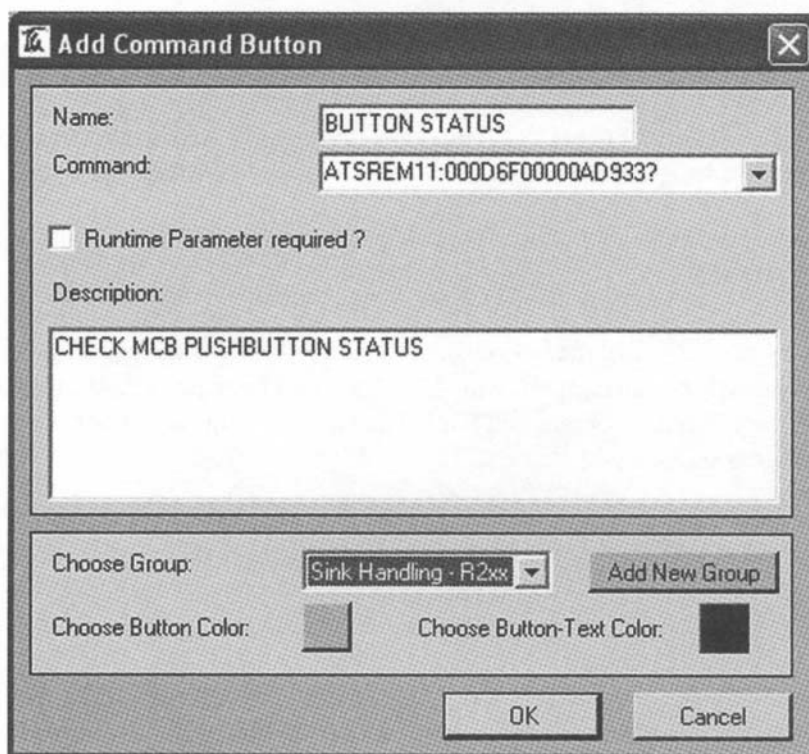 Add Command Button
Name:
BUTTON STATUS
Command:
ATSREM11:000D6F00000AD933?
Runtime Parameter required ?
Description:
CHECK MCB PUSHBUTTON STATUS
Choose Group:
Sink Handling - R2xx
Add New Group
Choose Button Color:
Choose Button-Text Color:
OK
Cancel